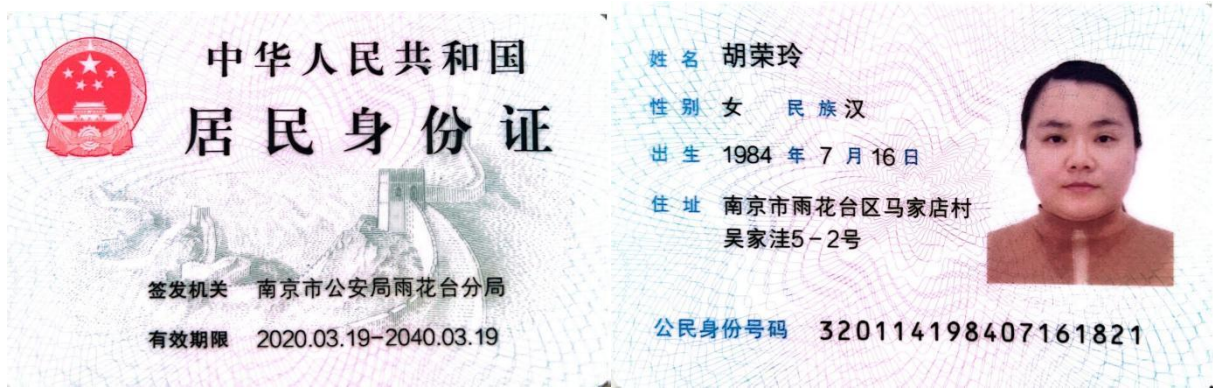 中华人民共和国
居民身份证
签发机关 南京市公安局雨花台分局
有效期限 2020.03.19-2040.03.19
姓名 胡荣玲
性别 女 民族 汉
出生 1984 年 7 月 16 日
住址 南京市雨花台区马家店村
吴家洼5-2号
公民身份号码 320114198407161821